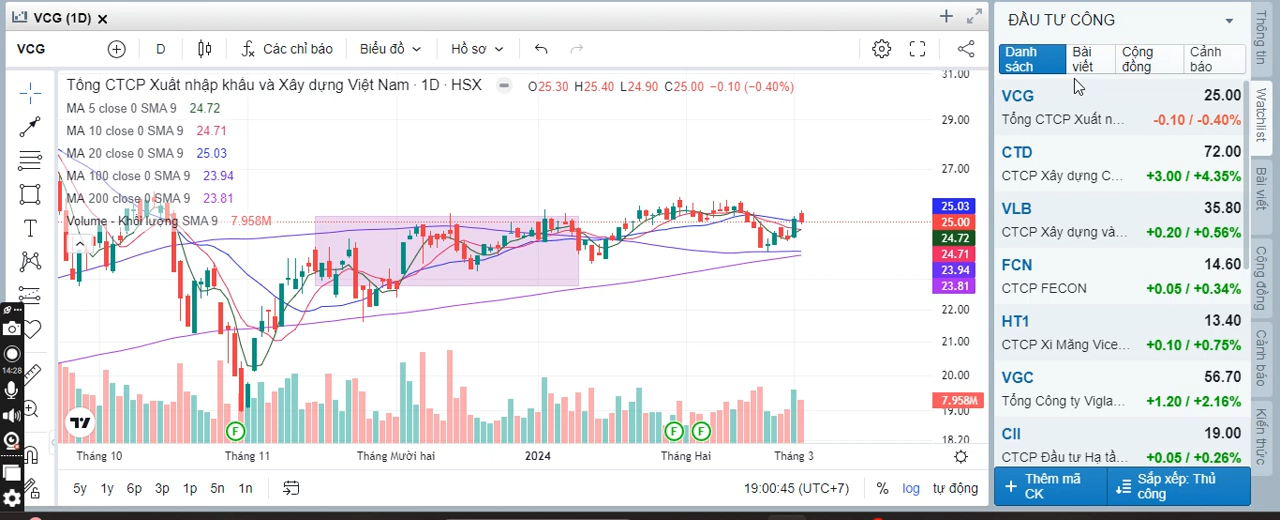 VCG (1D)
VCG
D
Các chỉ báo
Biểu đồ
Hồ sơ
Tổng CTCP Xuất nhập khẩu và Xây dựng Việt Nam · 1D · HSX
O25.30 H25.40 L24.90 C25.00 −0.10 (−0.40%)
MA 5 close 0 SMA 9 24.72
MA 10 close 0 SMA 9 24.71
MA 20 close 0 SMA 9 25.03
MA 100 close 0 SMA 9 23.94
MA 200 close 0 SMA 9 23.81
Volume - Khối lượng SMA 9 7.958M
31.00
29.00
27.00
25.03
25.00
24.72
24.71
23.94
23.81
22.00
21.00
20.00
7.958M
19.00
18.20
F
F
F
Tháng 10
Tháng 11
Tháng Mười hai
2024
Tháng Hai
Tháng 3
5y 1y 6p 3p 1p 5n 1n
19:00:45 (UTC+7)
% log tự động
14:28
ĐẦU TƯ CÔNG
Danh sách
Bài viết
Cộng đồng
Cảnh báo
VCG 25.00
Tổng CTCP Xuất n... -0.10 / -0.40%
CTD 72.00
CTCP Xây dựng C... +3.00 / +4.35%
VLB 35.80
CTCP Xây dựng và... +0.20 / +0.56%
FCN 14.60
CTCP FECON +0.05 / +0.34%
HT1 13.40
CTCP Xi Măng Vice... +0.10 / +0.75%
VGC 56.70
Tổng Công ty Vigla... +1.20 / +2.16%
CII 19.00
CTCP Đầu tư Hạ tầ... +0.05 / +0.26%
Thêm mã CK
Sắp xếp: Thủ công
Thông tin
Watchlist
Bài viết
Cộng đồng
Cảnh báo
Kiến thức